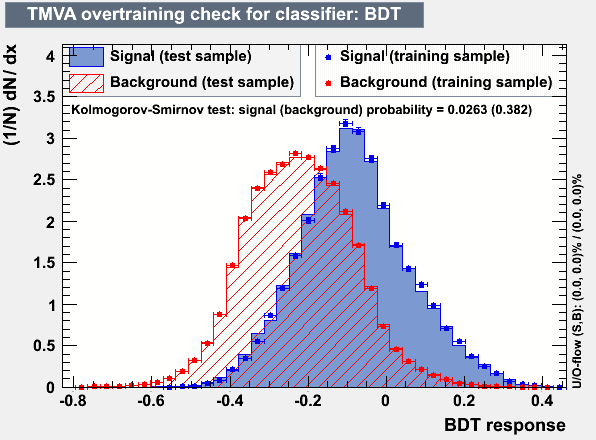 TMVA overtraining check for classifier: BDT
(1/N) dN / dx
Signal (test sample)
Signal (training sample)
Background (test sample)
Background (training sample)
Kolmogorov-Smirnov test: signal (background) probability = 0.0263 (0.382)
4
3.5
3
2.5
2
1.5
1
0.5
0
-0.8 -0.6 -0.4 -0.2 0 0.2 0.4
BDT response
U/O-flow (S,B): (0.0, 0.0)% / (0.0, 0.0)%